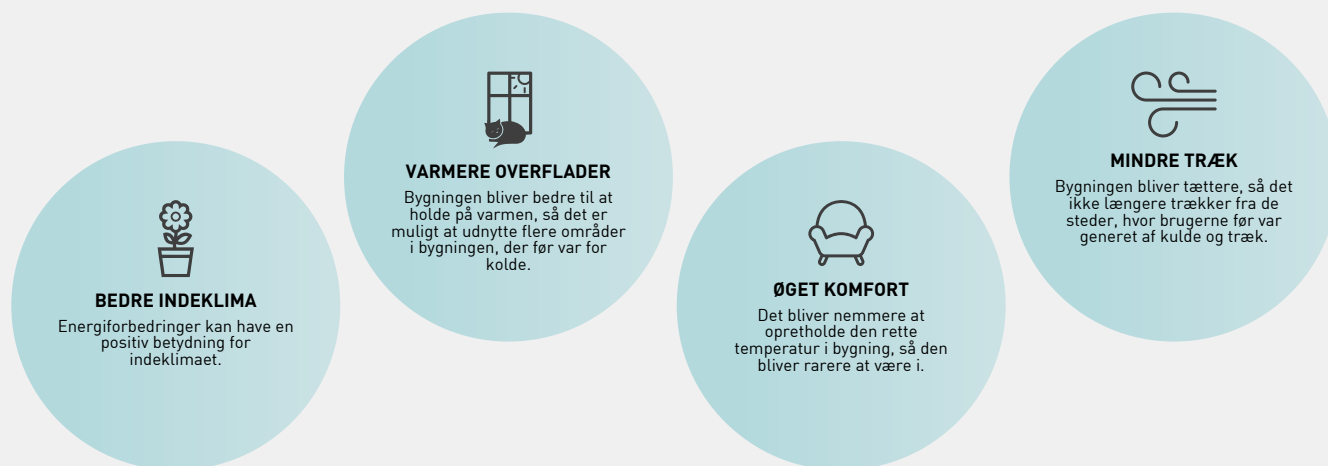 BEDRE INDEKLIMA
Energiforbedringer kan have en
positiv betydning for
indeklimaet.
VARMERE OVERFLADER
Bygningen bliver bedre til at
holde på varmen, så det er
muligt at udnytte flere områder
i bygningen, der før var for
kolde.
ØGET KOMFORT
Det bliver nemmere at
opretholde den rette
temperatur i bygning, så den
bliver rarere at være i.
MINDRE TRÆK
Bygningen bliver tættere, så det
ikke længere trækker fra de
steder, hvor brugerne før var
generet af kulde og træk.